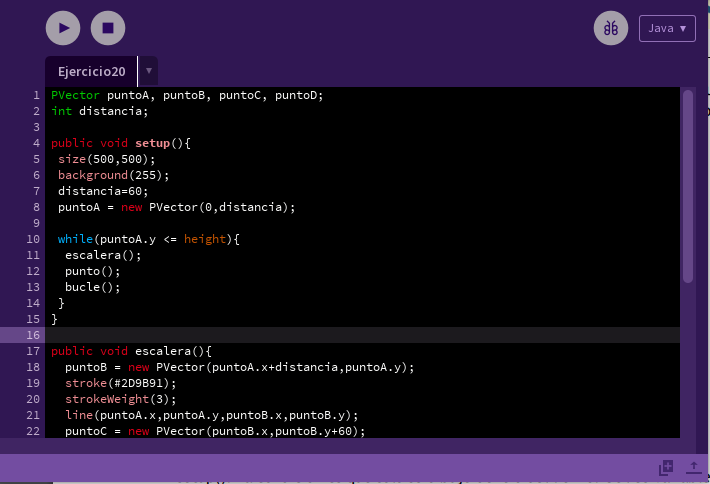 Java ▾
Ejercicio20 ▾
1 PVector puntoA, puntoB, puntoC, puntoD;
2 int distancia;
3
4 public void setup(){
5 size(500,500);
6 background(255);
7 distancia=60;
8 puntoA = new PVector(0,distancia);
9
10 while(puntoA.y <= height){
11 escalera();
12 punto();
13 bucle();
14 }
15 }
16
17 public void escalera(){
18 puntoB = new PVector(puntoA.x+distancia,puntoA.y);
19 stroke(#2D9B91);
20 strokeWeight(3);
21 line(puntoA.x,puntoA.y,puntoB.x,puntoB.y);
22 puntoC = new PVector(puntoB.x,puntoB.y+60);